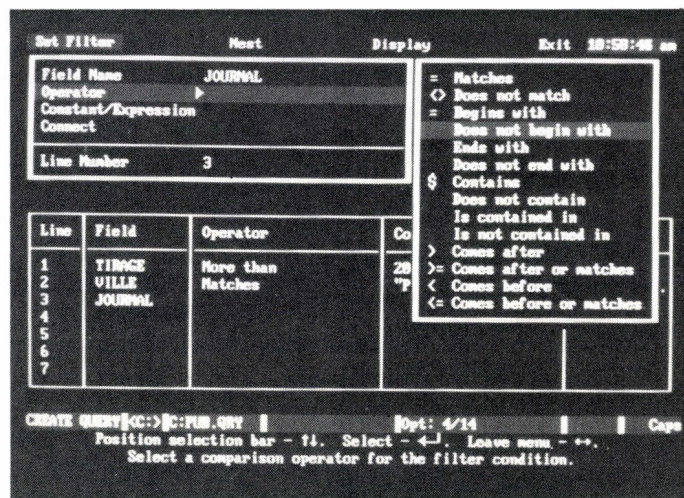 Set Filter Nest Display Exit 10:50:48 am
Field Name JOURNAL
Operator
Constant/Expression
Connect
Line Number 3
= Matches
<> Does not match
= Begins with
Does not begin with
Ends with
Does not end with
$ Contains
Does not contain
Is contained in
Is not contained in
> Comes after
>= Comes after or matches
< Comes before
<= Comes before or matches
Line Field Operator Co
1 TIRAGE More than 20
2 VILLE Matches "P .
3 JOURNAL
4
5
6
7
CREATE QUERY <C:> C:PUB.QRY Opt: 4/14 Caps
Position selection bar - ↑↓. Select - ↵. Leave menu - ↔.
Select a comparison operator for the filter condition.